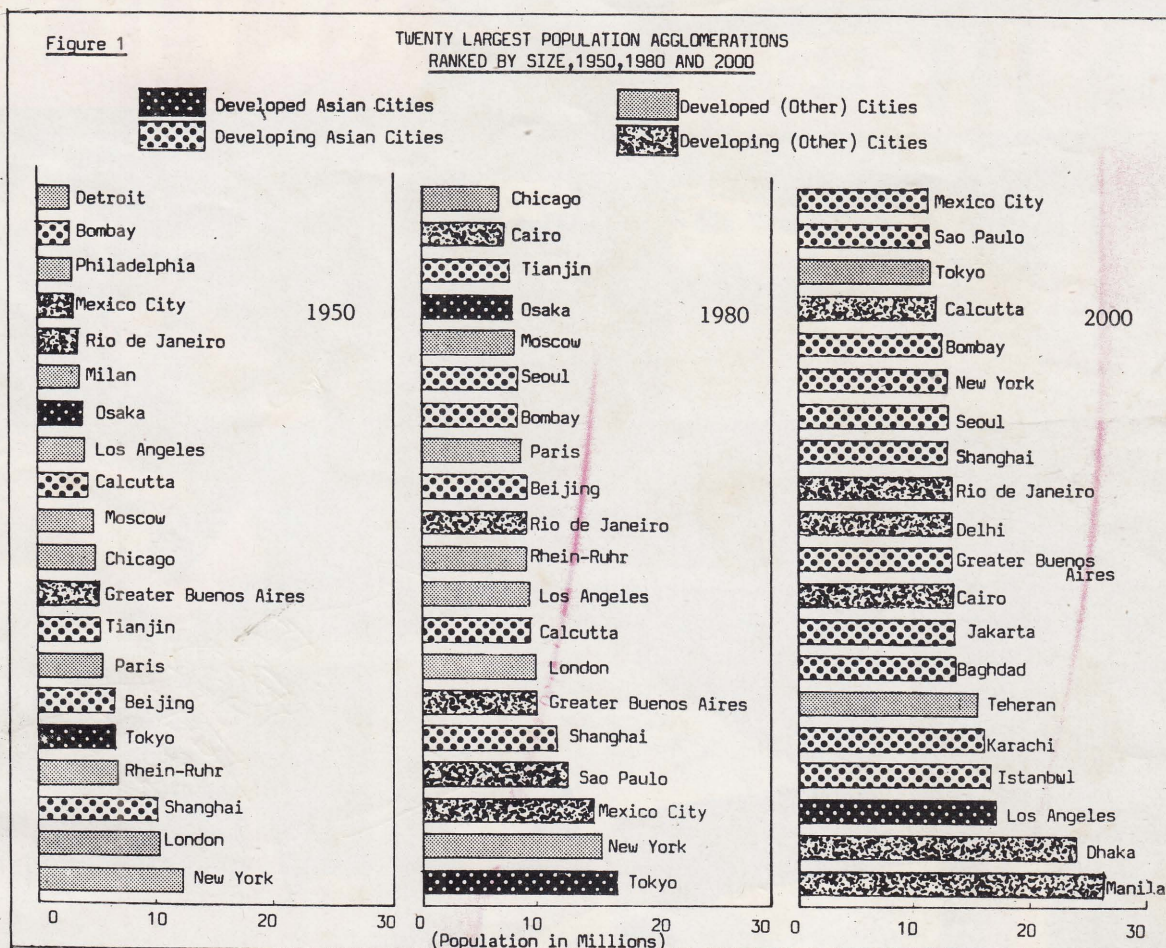 Figure 1
TWENTY LARGEST POPULATION AGGLOMERATIONS
RANKED BY SIZE,1950,1980 AND 2000
Developed Asian Cities
Developing Asian Cities
Developed (Other) Cities
Developing (Other) Cities
Detroit
Bombay
Philadelphia
Mexico City
1950
Rio de Janeiro
Milan
Osaka
Los Angeles
Calcutta
Moscow
Chicago
Greater Buenos Aires
Tianjin
Paris
Beijing
Tokyo
Rhein-Ruhr
Shanghai
London
New York
0 10 20 30
Chicago
Cairo
Tianjin
Osaka
1980
Moscow
Seoul
Bombay
Paris
Beijing
Rio de Janeiro
Rhein-Ruhr
Los Angeles
Calcutta
London
Greater Buenos Aires
Shanghai
Sao Paulo
Mexico City
New York
Tokyo
0 10 20 30
(Population in Millions)
Mexico City
Sao Paulo
Tokyo
Calcutta
2000
Bombay
New York
Seoul
Shanghai
Rio de Janeiro
Delhi
Greater Buenos
Aires
Cairo
Jakarta
Baghdad
Teheran
Karachi
Istanbul
Los Angeles
Dhaka
Manila
0 10 20 30